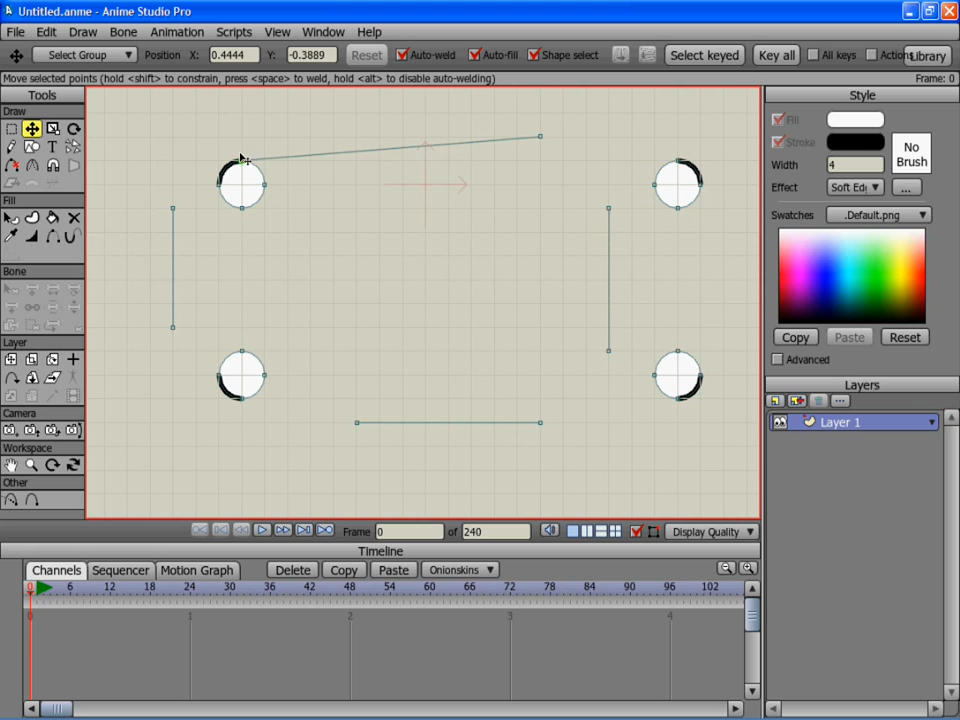 Untitled.anme - Anime Studio Pro
File Edit Draw Bone Animation Scripts View Window Help
Select Group Position X: 0.4444 Y: -0.3889 Reset Auto-weld Auto-fill Shape select Select keyed Key all All keys Actions Library
Move selected points (hold <shift> to constrain, press <space> to weld, hold <alt> to disable auto-welding) Frame: 0
Tools
Draw
T
Fill
Bone
Layer
Camera
Workspace
Other
Style
Fill
Stroke
No Brush
Width 4
Effect Soft Edg ...
Swatches .Default.png
Copy Paste Reset
Advanced
Layers
...
Layer 1
Frame 0 of 240 Display Quality
Timeline
Channels Sequencer Motion Graph Delete Copy Paste Onionskins
0 6 12 18 24 30 36 42 48 54 60 66 72 78 84 90 96 102
0 1 2 3 4